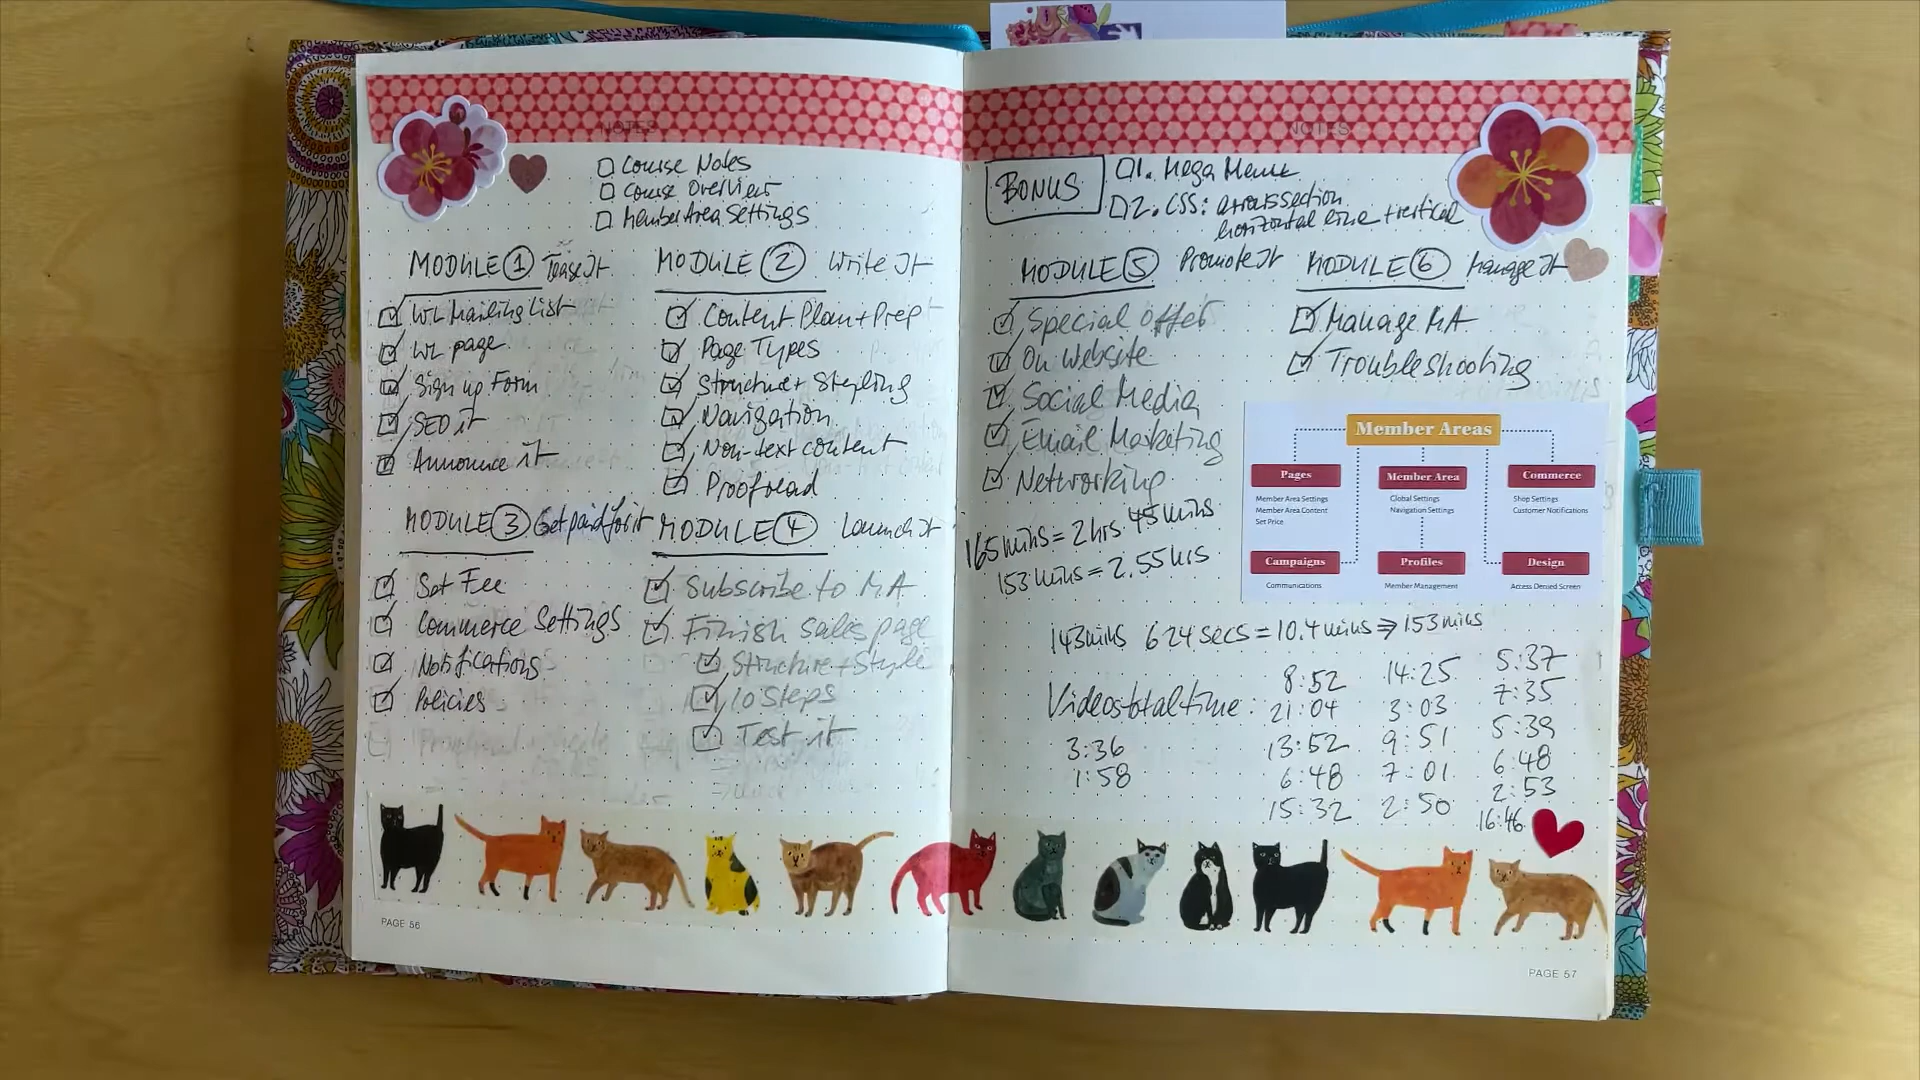 NOTES
☐ Course Notes
☐ Course Overview
☐ Member Area Settings
MODULE 1 Tease It
☑ WL Mailing List
☑ WL page
☑ Sign up Form
☑ SEO it
☑ Announce it
MODULE 2 Write It
☑ Content Plan + Prep
☑ Page Types
☑ Structure + Styling
☑ Navigation
☑ Non-text content
☑ Proofread
MODULE 3 Get paid for it
☑ Set Fee
☑ Commerce Settings
☑ Notifications
☑ Policies
MODULE 4 Launch It
☑ Subscribe to MA
☑ Finish sales page
☑ Structure + Style
☑ 10 Steps
☑ Test it
PAGE 56
NOTES
BONUS
☐ 1. Mega Menu
☐ 2. CSS: section
horizontal line + vertical
MODULE 5 Promote It
☑ Special Offer
☑ On Website
☑ Social Media
☑ Email Marketing
☑ Networking
165 mins = 2 hrs 45 mins
153 mins = 2.55 hrs
MODULE 6 Manage It
☑ Manage MA
☑ Troubleshooting
Member Areas
Pages
Member Area Settings
Member Area Content
Set Price
Member Area
Global Settings
Navigation Settings
Commerce
Shop Settings
Customer Notifications
Campaigns
Communications
Profiles
Member Management
Design
Access Denied Screen
143 mins 624 secs = 10.4 mins ⇒ 153 mins
Videos total time:
3:36
1:58
8:52
21:04
13:52
6:48
15:32
14:25
3:03
9:51
7:01
2:50
5:37
7:35
5:39
6:48
2:53
16:46
PAGE 57